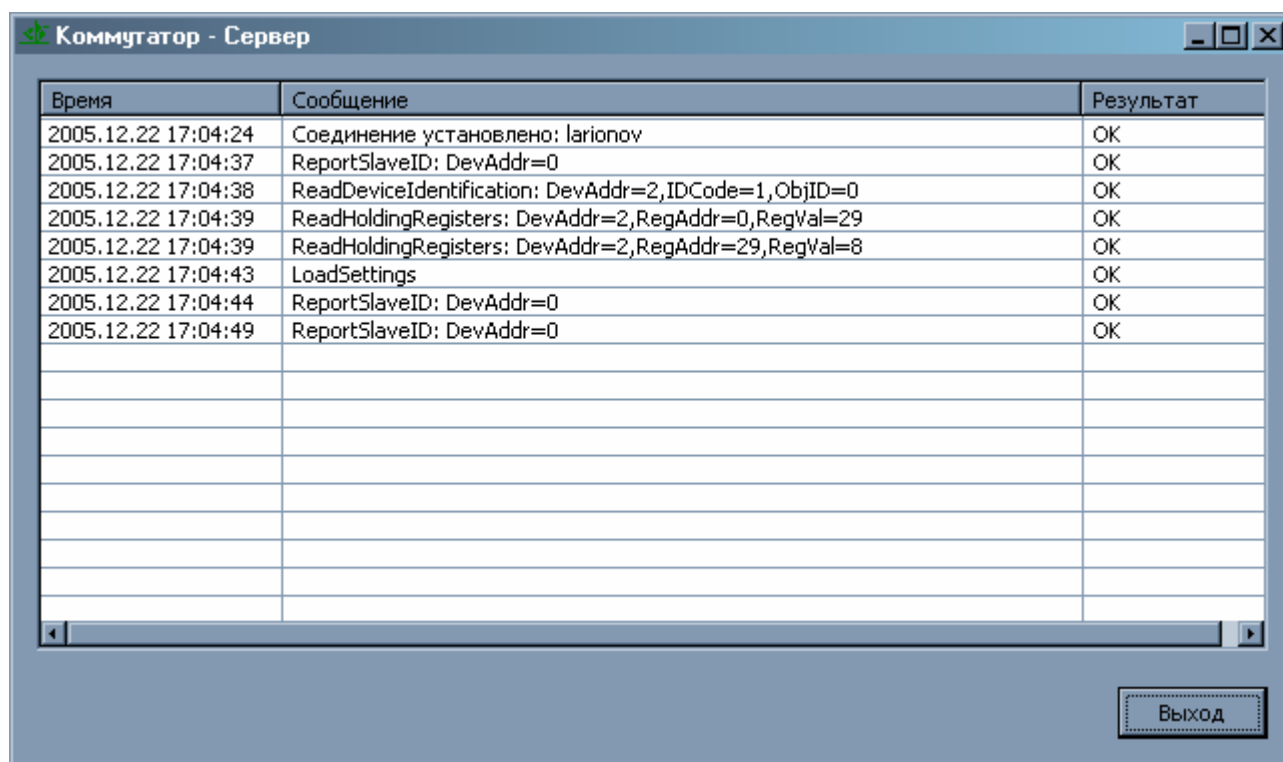 Коммутатор - Сервер
Время Сообщение Результат
2005.12.22 17:04:24 Соединение установлено: larionov OK
2005.12.22 17:04:37 ReportSlaveID: DevAddr=0 OK
2005.12.22 17:04:38 ReadDeviceIdentification: DevAddr=2,IDCode=1,ObjID=0 OK
2005.12.22 17:04:39 ReadHoldingRegisters: DevAddr=2,RegAddr=0,RegVal=29 OK
2005.12.22 17:04:39 ReadHoldingRegisters: DevAddr=2,RegAddr=29,RegVal=8 OK
2005.12.22 17:04:43 LoadSettings OK
2005.12.22 17:04:44 ReportSlaveID: DevAddr=0 OK
2005.12.22 17:04:49 ReportSlaveID: DevAddr=0 OK
Выход